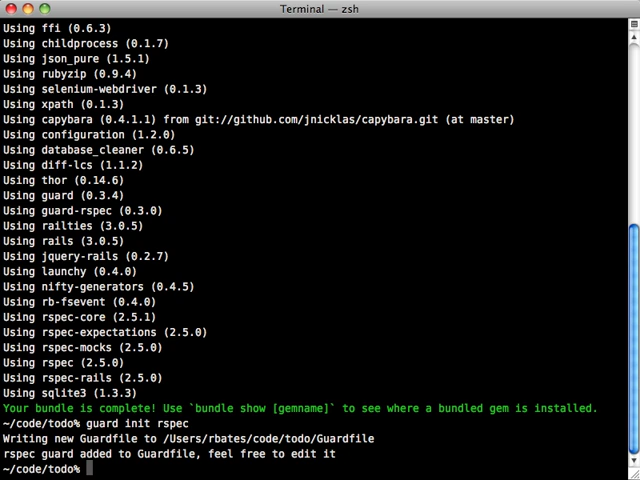 Terminal — zsh
Using ffi (0.6.3)
Using childprocess (0.1.7)
Using json_pure (1.5.1)
Using rubyzip (0.9.4)
Using selenium-webdriver (0.1.3)
Using xpath (0.1.3)
Using capybara (0.4.1.1) from git://github.com/jnicklas/capybara.git (at master)
Using configuration (1.2.0)
Using database_cleaner (0.6.5)
Using diff-lcs (1.1.2)
Using thor (0.14.6)
Using guard (0.3.4)
Using guard-rspec (0.3.0)
Using railties (3.0.5)
Using rails (3.0.5)
Using jquery-rails (0.2.7)
Using launchy (0.4.0)
Using nifty-generators (0.4.5)
Using rb-fsevent (0.4.0)
Using rspec-core (2.5.1)
Using rspec-expectations (2.5.0)
Using rspec-mocks (2.5.0)
Using rspec (2.5.0)
Using rspec-rails (2.5.0)
Using sqlite3 (1.3.3)
Your bundle is complete! Use `bundle show [gemname]` to see where a bundled gem is installed.
~/code/todo% guard init rspec
Writing new Guardfile to /Users/rbates/code/todo/Guardfile
rspec guard added to Guardfile, feel free to edit it
~/code/todo%